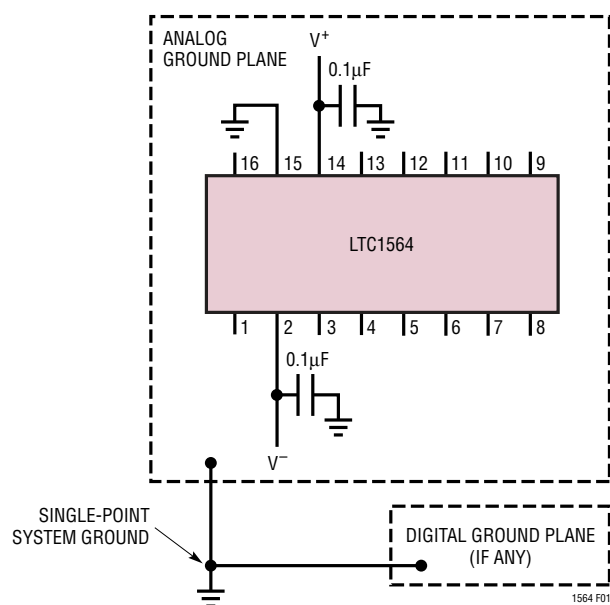 ANALOG
GROUND PLANE
V+
0.1µF
16 15 14 13 12 11 10 9
LTC1564
1 2 3 4 5 6 7 8
0.1µF
V−
SINGLE-POINT
SYSTEM GROUND
DIGITAL GROUND PLANE
(IF ANY)
1564 F01